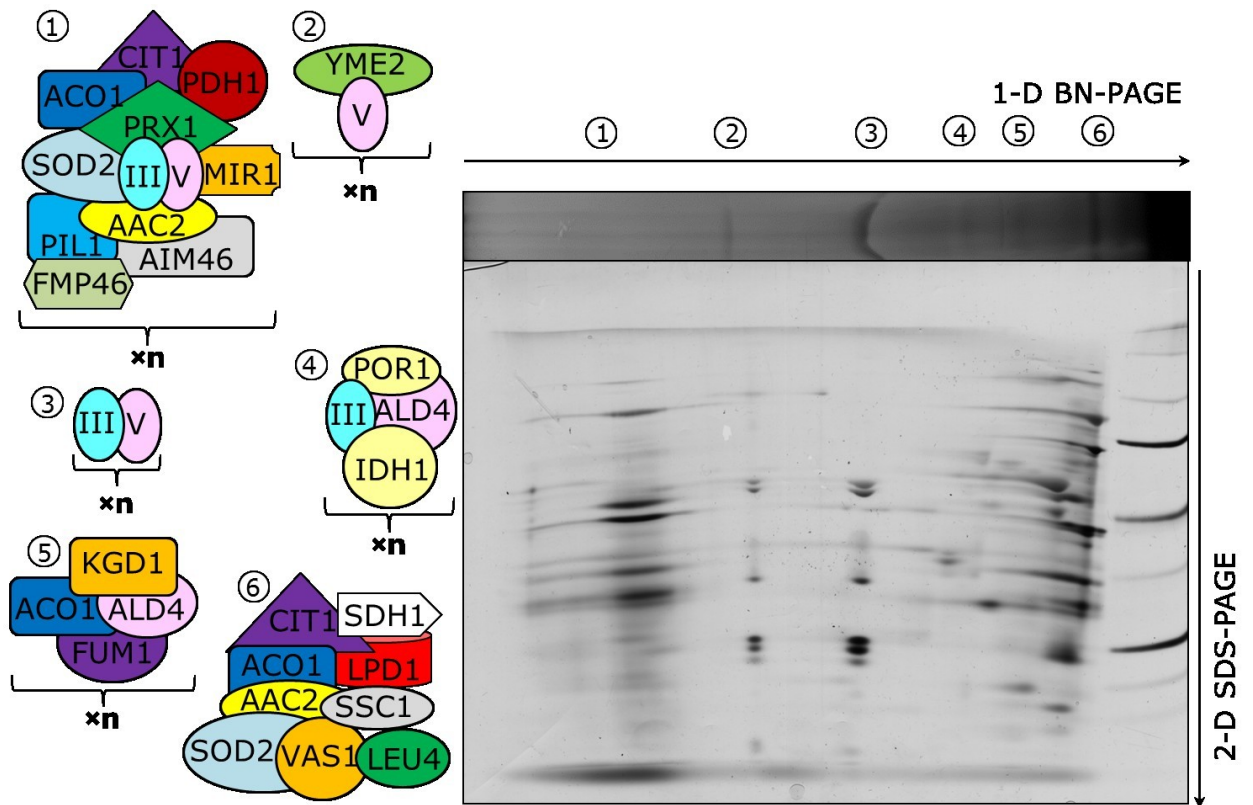 ①
CIT1
PDH1
ACO1
PRX1
SOD2
III
V
MIR1
AAC2
PIL1
AIM46
FMP46
×n
②
YME2
V
×n
③
III
V
×n
④
POR1
III
ALD4
IDH1
×n
⑤
KGD1
ACO1
ALD4
FUM1
×n
⑥
CIT1
SDH1
ACO1
LPD1
AAC2
SSC1
SOD2
VAS1
LEU4
1-D BN-PAGE
① ② ③ ④ ⑤ ⑥
2-D SDS-PAGE